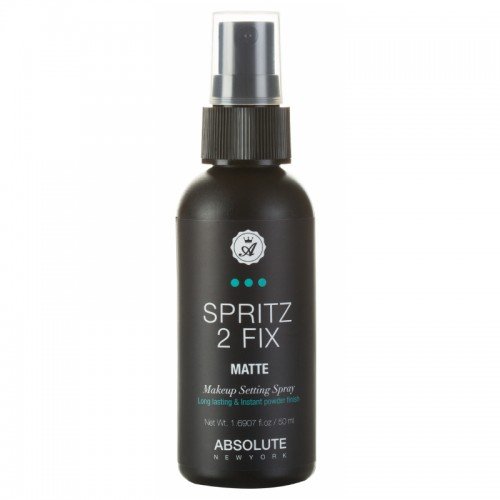 A
SPRITZ
2 FIX
MATTE
Makeup Setting Spray
Long lasting & Instant powder finish
Net Wt. 1.6907 fl.oz / 50 ml
ABSOLUTE
NEW YORK